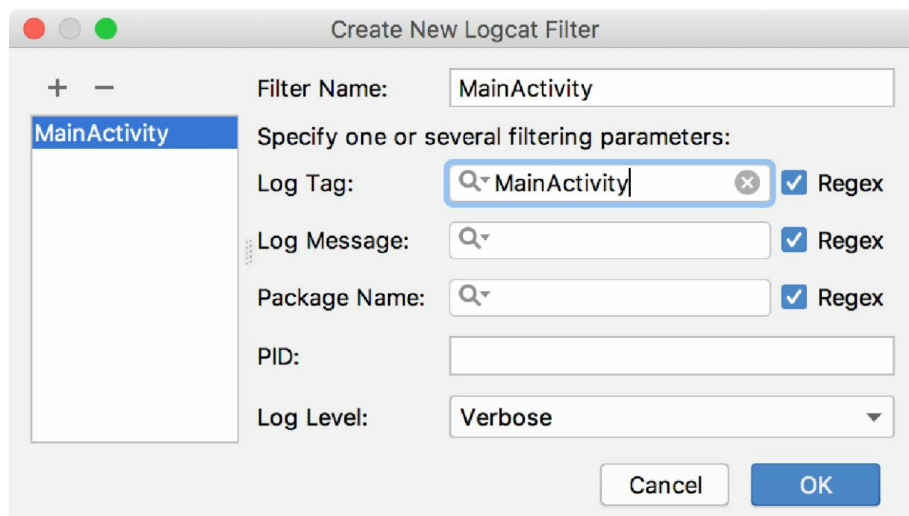 Create New Logcat Filter
+ −
Filter Name: MainActivity
MainActivity
Specify one or several filtering parameters:
Log Tag: MainActivity Regex
Log Message: Regex
Package Name: Regex
PID:
Log Level: Verbose
Cancel OK